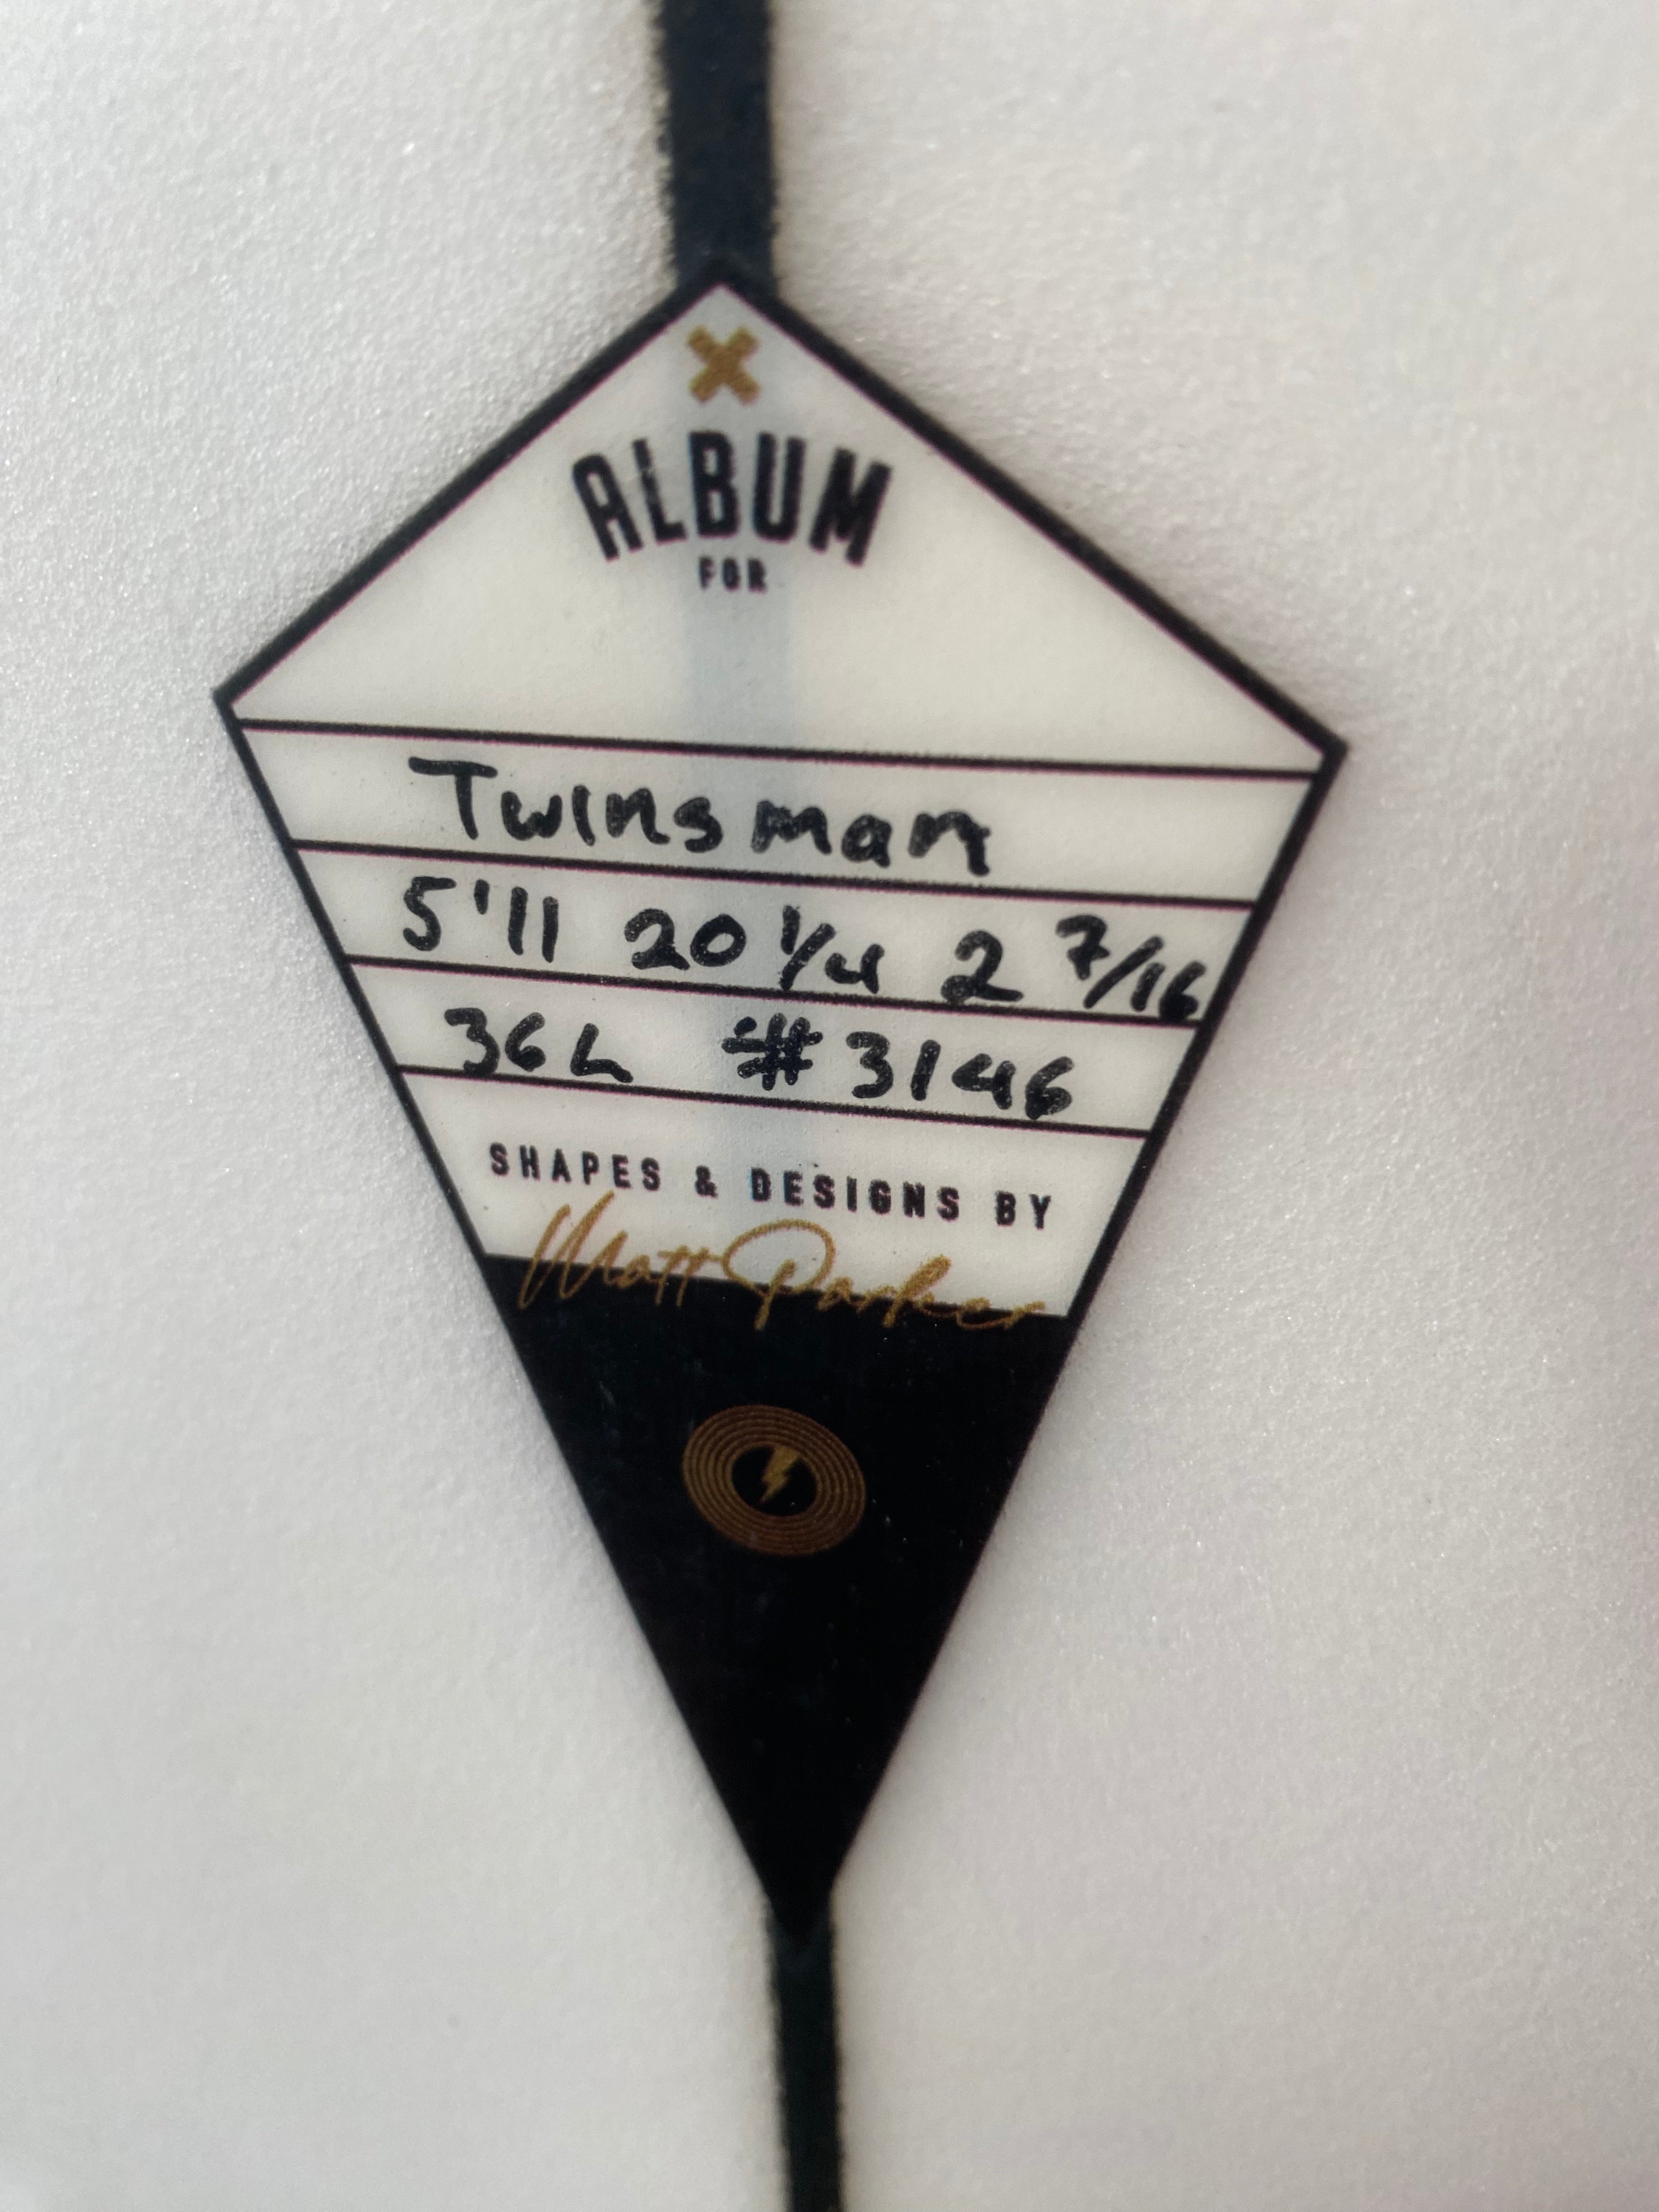 ALBUM
FOR
Twinsman
5'11 20 1/4 2 7/16
36L #3146
SHAPES & DESIGNS BY
Matt Parker